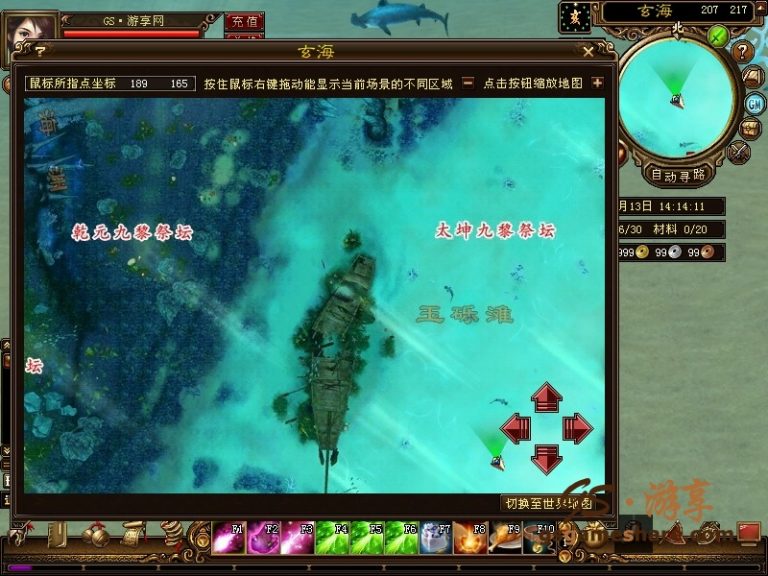 GS·游享网
充值
玄海
207 217
北
?
玄海
鼠标所指点坐标 189 165 按住鼠标右键拖动能显示当前场景的不同区域 点击按钮缩放地图
GM
自动寻路
月13日 14:14:11
6/30 材料 0/20
999 99 99
乾元九黎祭坛
太坤九黎祭坛
玉砾滩
坛
切换至世界地图
GS·游享
F1 F2 F3 F4 F5 F6 F7 F8 F9 F10